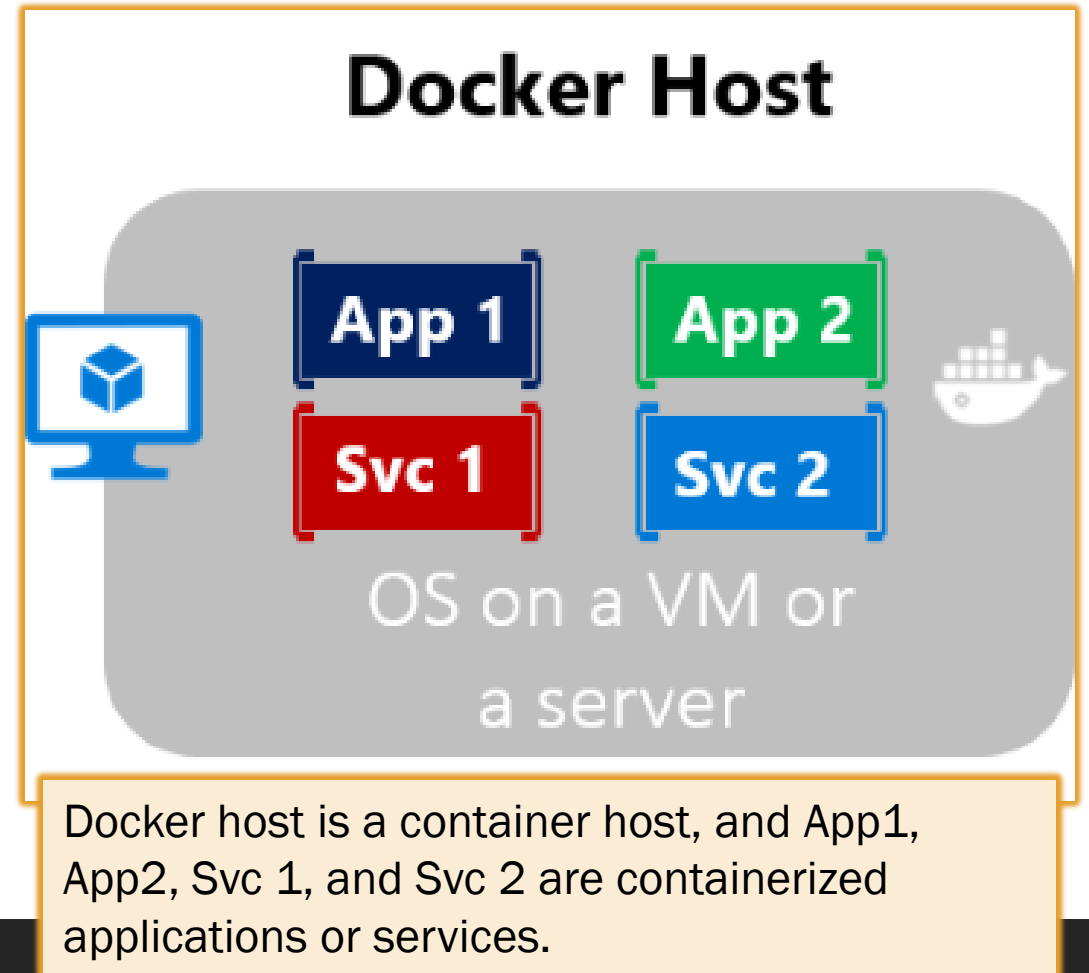 Docker Host
App 1
App 2
Svc 1
Svc 2
OS on a VM or
a server
Docker host is a container host, and App1,
App2, Svc 1, and Svc 2 are containerized
applications or services.